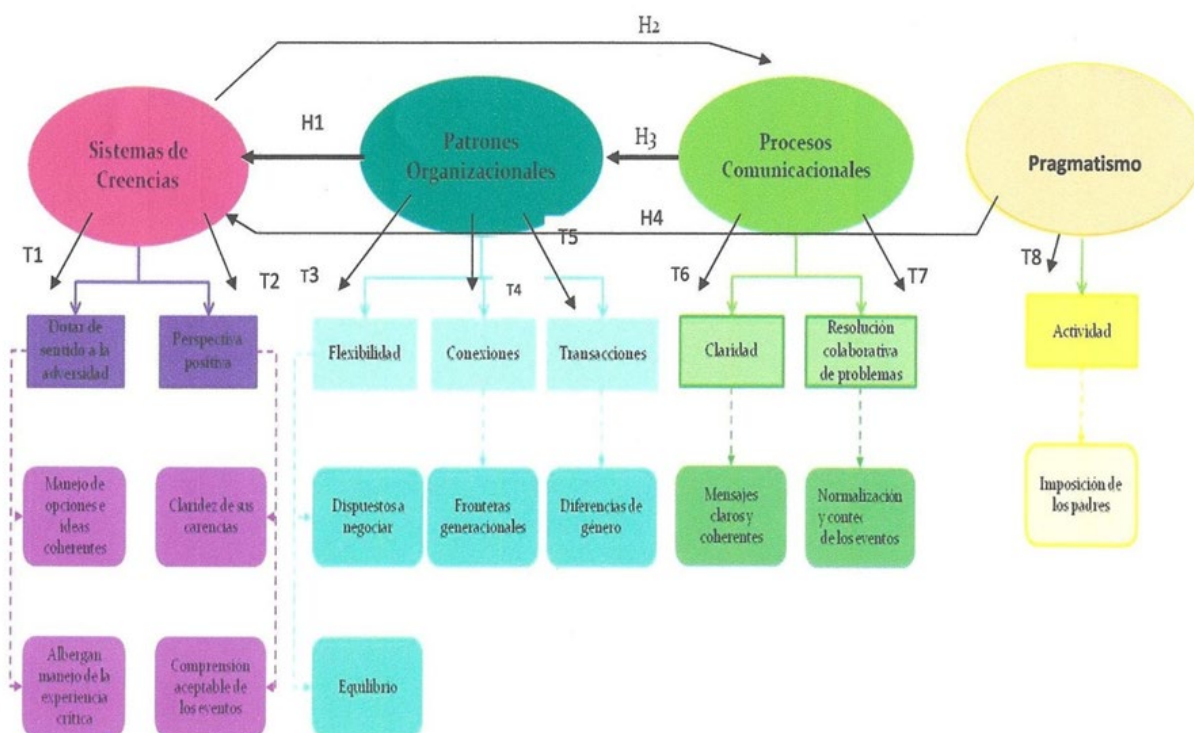 H2
Sistemas de
Creencias
H1
Patrones
Organizacionales
H3
Procesos
Comunicacionales
Pragmatismo
H4
T1
T2
T3
T4
T5
T6
T7
T8
Dotar de
sentido a la
adversidad
Perspectiva
positiva
Flexibilidad
Conexiones
Transacciones
Claridad
Resolución
colaborativa
de problemas
Actividad
Manejo de
opciones e
ideas
coherentes
Claridez de sus
carencias
Dispuestos a
negociar
Fronteras
generacionales
Diferencias de
género
Mensajes
claros y
coherentes
Normalización
y contec
de los eventos
Imposición de
los padres
Albergan
manejo de la
experiencia
crítica
Comprensión
aceptable de
los eventos
Equilibrio